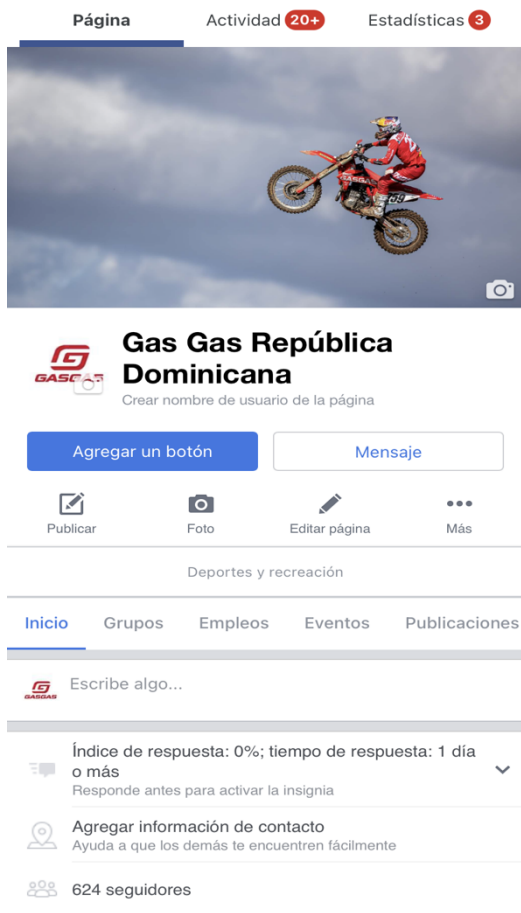 Página Actividad 20+ Estadísticas 3
GASGAS
Gas Gas República
Dominicana
Crear nombre de usuario de la página
Agregar un botón Mensaje
Publicar Foto Editar página Más
Deportes y recreación
Inicio Grupos Empleos Eventos Publicaciones
GASGAS Escribe algo...
Índice de respuesta: 0%; tiempo de respuesta: 1 día
o más
Responde antes para activar la insignia
Agregar información de contacto
Ayuda a que los demás te encuentren fácilmente
624 seguidores